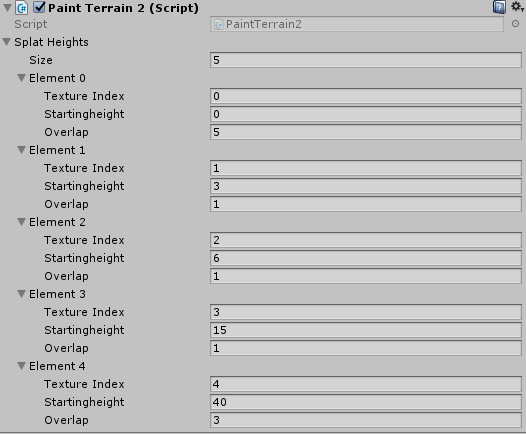 Paint Terrain 2 (Script)
Script PaintTerrain2
Splat Heights
Size 5
Element 0
Texture Index 0
Startingheight 0
Overlap 5
Element 1
Texture Index 1
Startingheight 3
Overlap 1
Element 2
Texture Index 2
Startingheight 6
Overlap 1
Element 3
Texture Index 3
Startingheight 15
Overlap 1
Element 4
Texture Index 4
Startingheight 40
Overlap 3